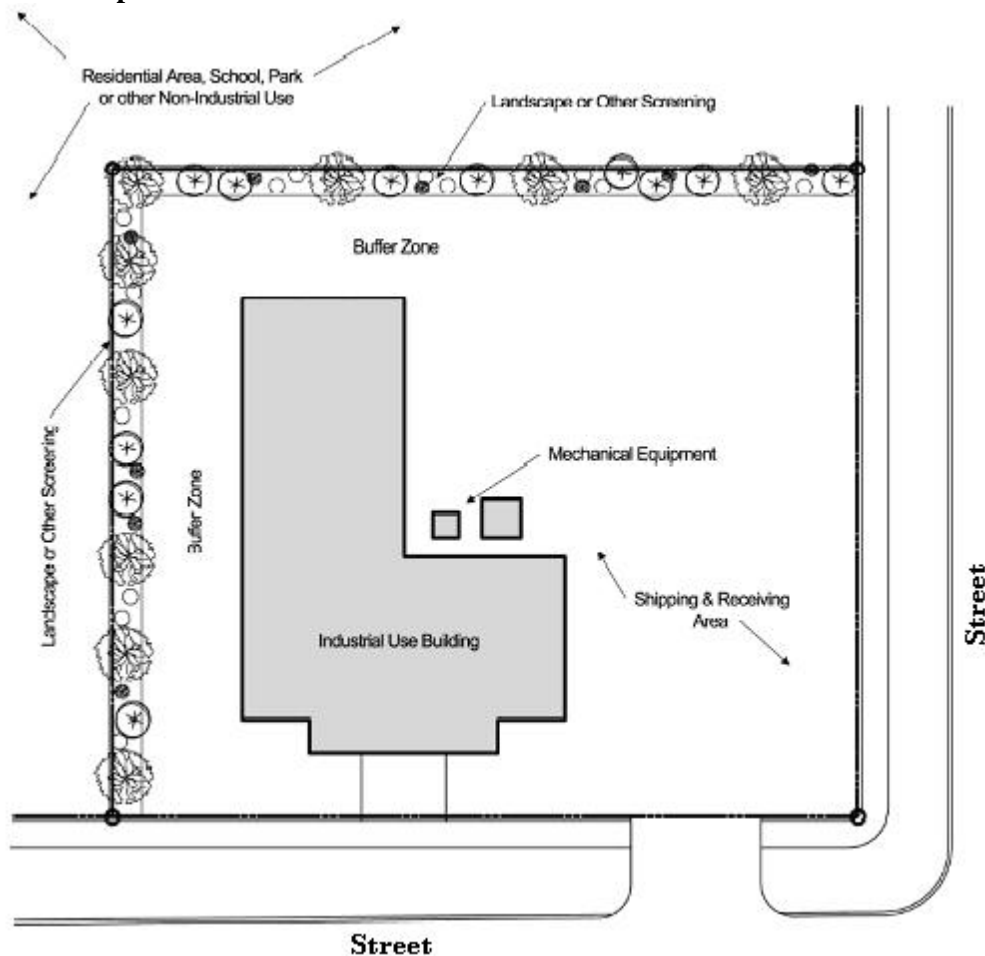 Residential Area, School, Park
or other Non-Industrial Use
Landscape or Other Screening
Buffer Zone
Mechanical Equipment
Landscape or Other Screening
Buffer Zone
Shipping & Receiving
Area
Industrial Use Building
Street
Street